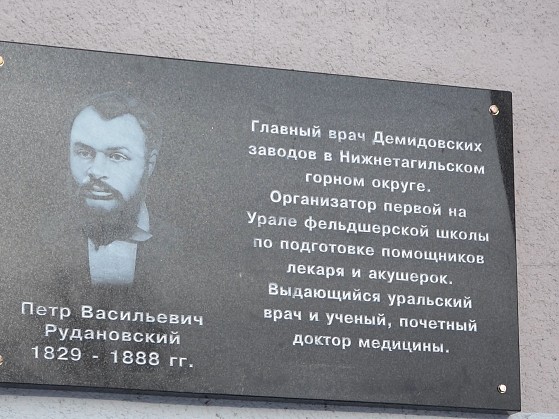 Главный врач Демидовских
заводов в Нижнетагильском
горном округе.
Организатор первой на
Урале фельдшерской школы
по подготовке помощников
лекаря и акушерок.
Выдающийся уральский
врач и ученый, почетный
доктор медицины.
Петр Васильевич
Рудановский
1829 - 1888 гг.